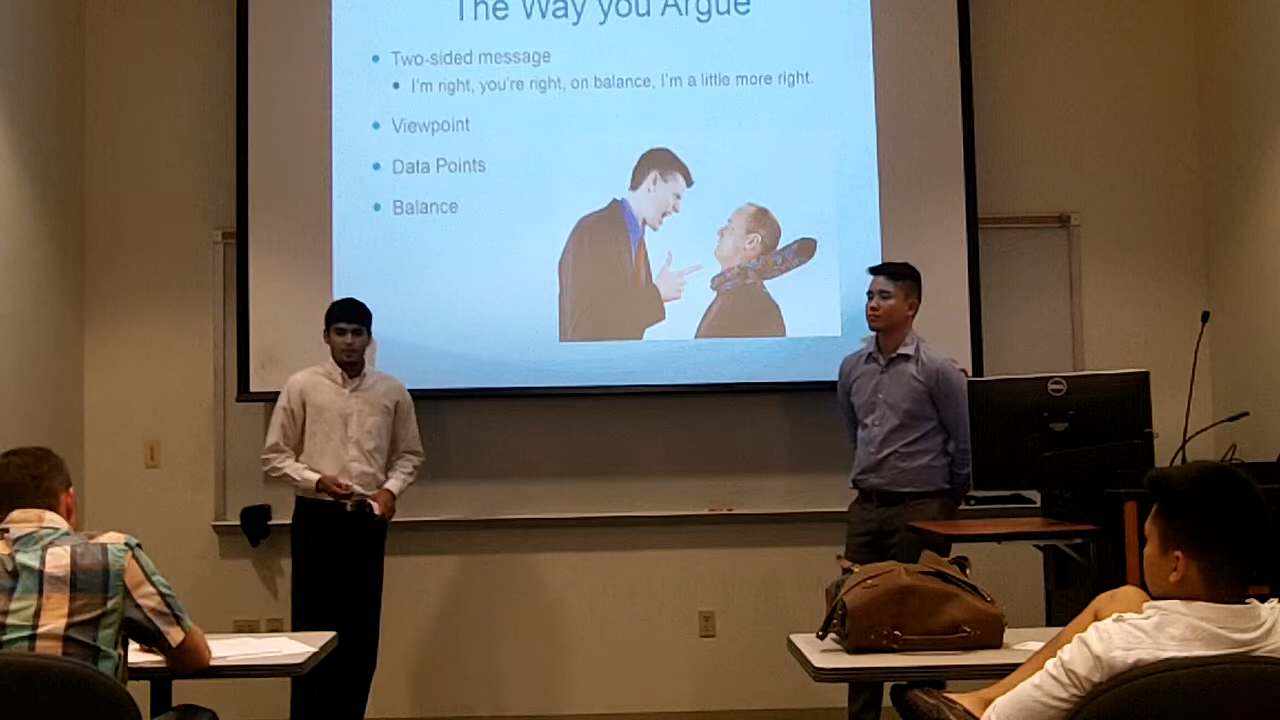 The Way you Argue
Two-sided message
I'm right, you're right, on balance, I'm a little more right.
Viewpoint
Data Points
Balance
DELL